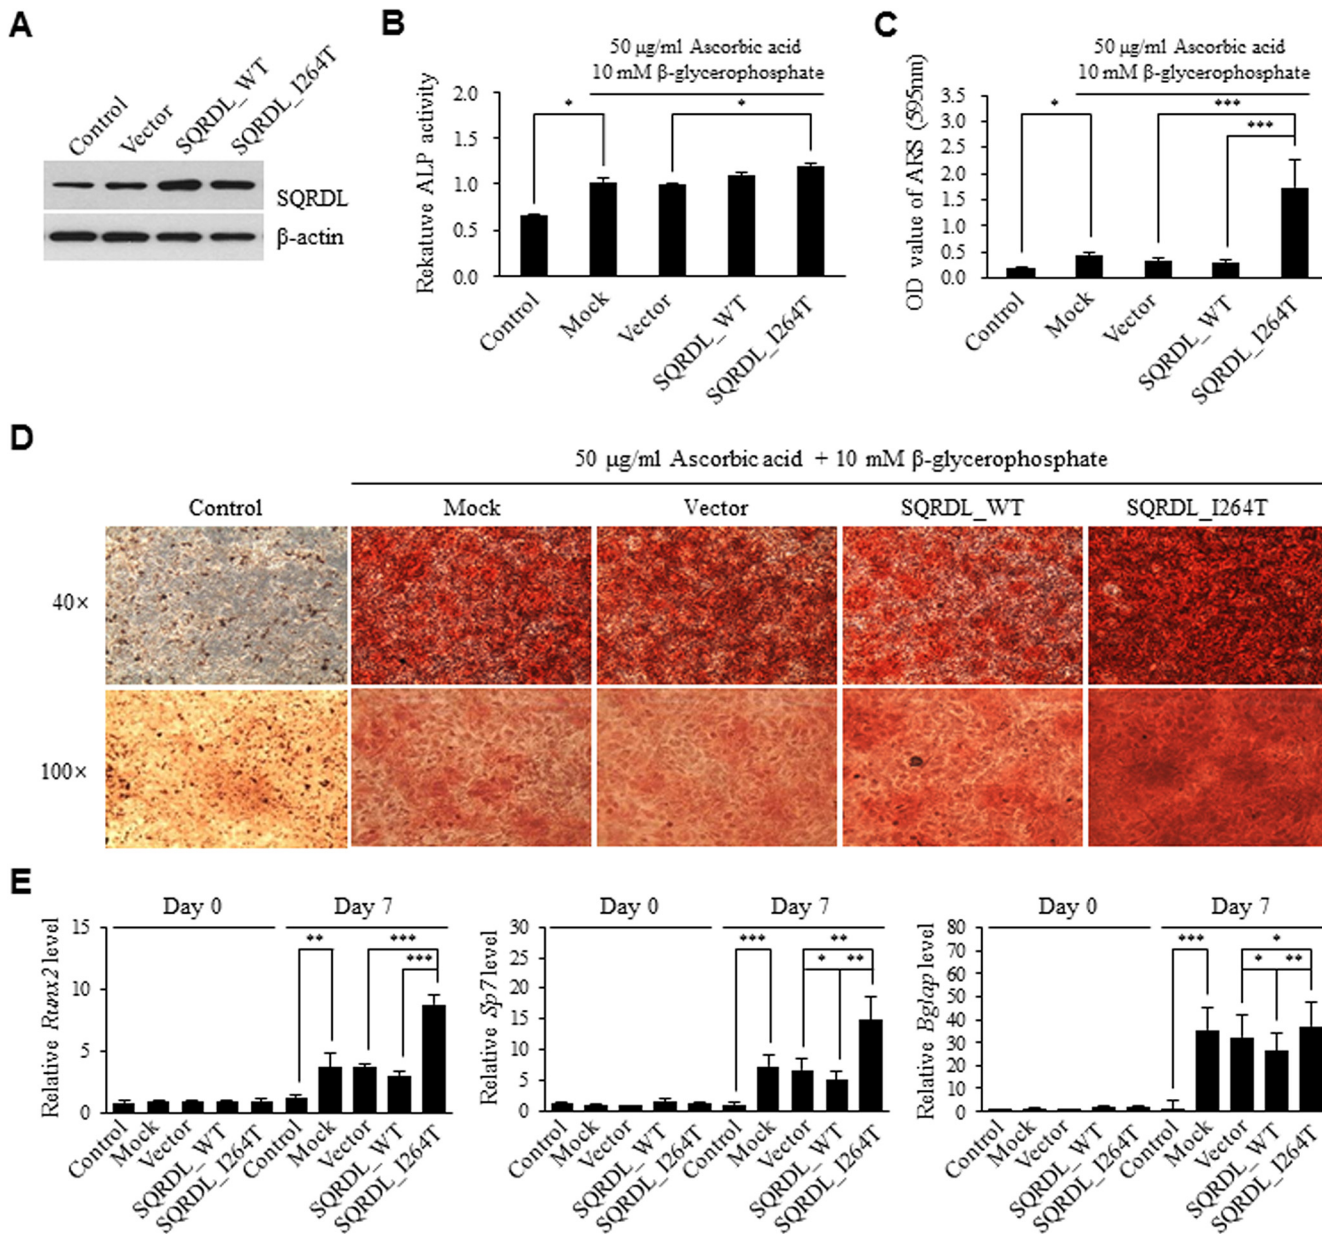 A
Control
Vector
SQRDL_WT
SQRDL_I264T
SQRDL
β-actin
B
50 μg/ml Ascorbic acid
10 mM β-glycerophosphate
Rekatuve ALP activity
2.0
1.5
1.0
0.5
0.0
*
*
Control
Mock
Vector
SQRDL_WT
SQRDL_I264T
C
50 μg/ml Ascorbic acid
10 mM β-glycerophosphate
OD value of ARS (595nm)
3.5
3.0
2.5
2.0
1.5
1.0
0.5
0.0
*
***
***
Control
Mock
Vector
SQRDL_WT
SQRDL_I264T
D
50 μg/ml Ascorbic acid + 10 mM β-glycerophosphate
Control
Mock
Vector
SQRDL_WT
SQRDL_I264T
40×
100×
E
Day 0
Day 7
Relative Runx2 level
15
10
5
0
**
***
***
Control
Mock
Vector
SQRDL_WT
SQRDL_I264T
Control
Mock
Vector
SQRDL_WT
SQRDL_I264T
Day 0
Day 7
Relative Sp7 level
30
25
20
15
10
5
0
***
**
*
**
Control
Mock
Vector
SQRDL_WT
SQRDL_I264T
Control
Mock
Vector
SQRDL_WT
SQRDL_I264T
Day 0
Day 7
Relative Bglap level
80
70
60
50
40
30
20
10
0
***
*
*
**
Control
Mock
Vector
SQRDL_WT
SQRDL_I264T
Control
Mock
Vector
SQRDL_WT
SQRDL_I264T